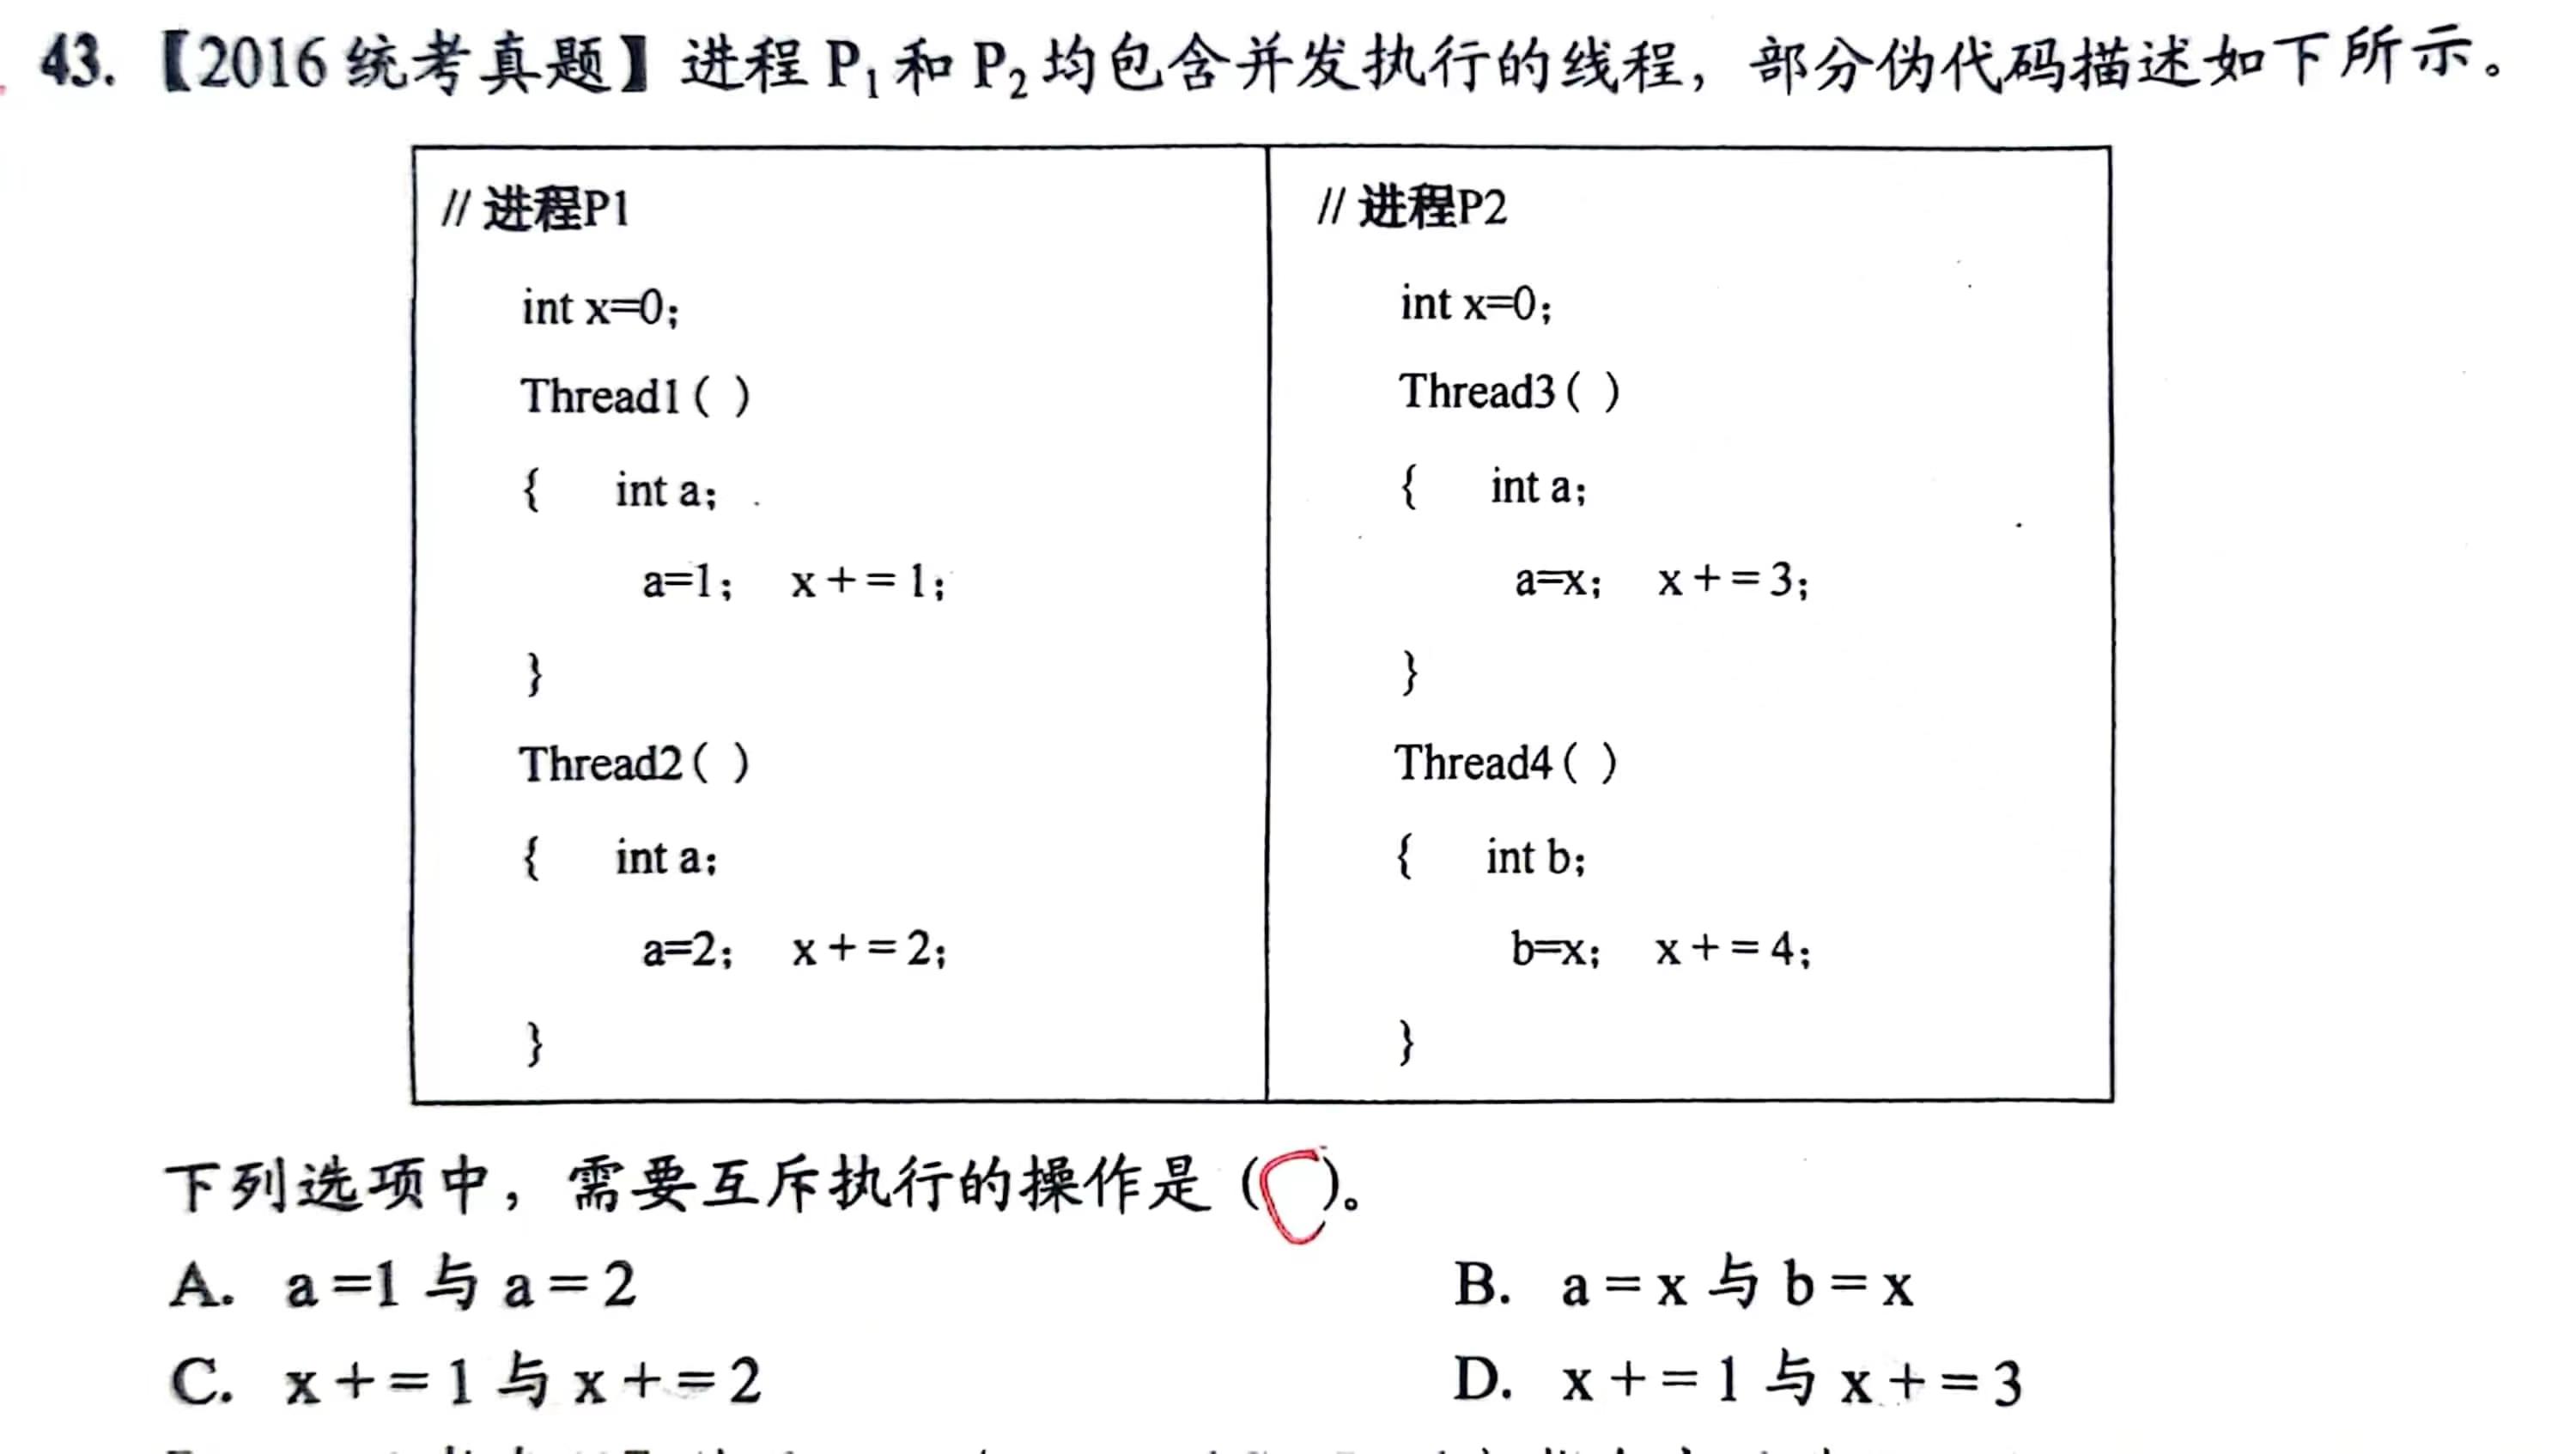 43.【2016 统考真题】进程 P₁ 和 P₂ 均包含并发执行的线程，部分伪代码描述如下所示。
// 进程P1
int x=0;
Thread1 ( )
{ int a;
a=1; x + = 1;
}
Thread2 ( )
{ int a;
a=2; x + = 2;
}
// 进程P2
int x=0;
Thread3 ( )
{ int a;
a=x; x + = 3;
}
Thread4 ( )
{ int b;
b=x; x + = 4;
}
下列选项中，需要互斥执行的操作是 (C)。
A. a =1 与 a = 2 B. a = x 与 b = x
C. x + = 1 与 x + = 2 D. x + = 1 与 x + = 3